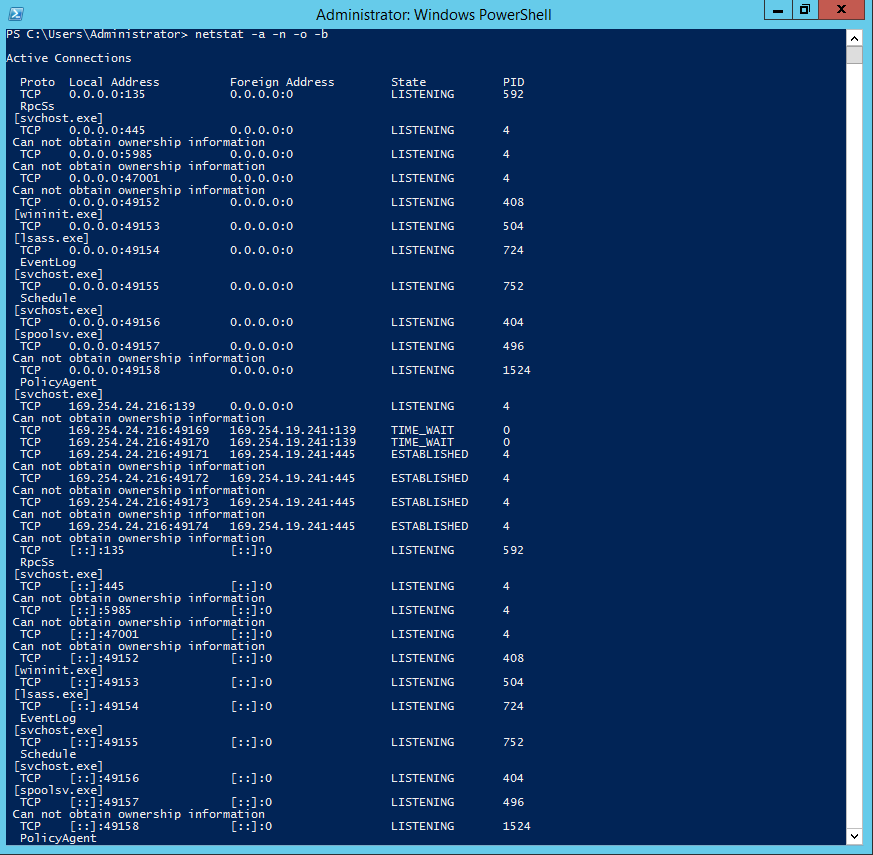 Administrator: Windows PowerShell
PS C:\Users\Administrator> netstat -a -n -o -b
Active Connections
Proto Local Address Foreign Address State PID
TCP 0.0.0.0:135 0.0.0.0:0 LISTENING 592
RpcSs
[svchost.exe]
TCP 0.0.0.0:445 0.0.0.0:0 LISTENING 4
Can not obtain ownership information
TCP 0.0.0.0:5985 0.0.0.0:0 LISTENING 4
Can not obtain ownership information
TCP 0.0.0.0:47001 0.0.0.0:0 LISTENING 4
Can not obtain ownership information
TCP 0.0.0.0:49152 0.0.0.0:0 LISTENING 408
[wininit.exe]
TCP 0.0.0.0:49153 0.0.0.0:0 LISTENING 504
[lsass.exe]
TCP 0.0.0.0:49154 0.0.0.0:0 LISTENING 724
EventLog
[svchost.exe]
TCP 0.0.0.0:49155 0.0.0.0:0 LISTENING 752
Schedule
[svchost.exe]
TCP 0.0.0.0:49156 0.0.0.0:0 LISTENING 404
[spoolsv.exe]
TCP 0.0.0.0:49157 0.0.0.0:0 LISTENING 496
Can not obtain ownership information
TCP 0.0.0.0:49158 0.0.0.0:0 LISTENING 1524
PolicyAgent
[svchost.exe]
TCP 169.254.24.216:139 0.0.0.0:0 LISTENING 4
Can not obtain ownership information
TCP 169.254.24.216:49169 169.254.19.241:139 TIME_WAIT 0
TCP 169.254.24.216:49170 169.254.19.241:139 TIME_WAIT 0
TCP 169.254.24.216:49171 169.254.19.241:445 ESTABLISHED 4
Can not obtain ownership information
TCP 169.254.24.216:49172 169.254.19.241:445 ESTABLISHED 4
Can not obtain ownership information
TCP 169.254.24.216:49173 169.254.19.241:445 ESTABLISHED 4
Can not obtain ownership information
TCP 169.254.24.216:49174 169.254.19.241:445 ESTABLISHED 4
Can not obtain ownership information
TCP [::]:135 [::]:0 LISTENING 592
RpcSs
[svchost.exe]
TCP [::]:445 [::]:0 LISTENING 4
Can not obtain ownership information
TCP [::]:5985 [::]:0 LISTENING 4
Can not obtain ownership information
TCP [::]:47001 [::]:0 LISTENING 4
Can not obtain ownership information
TCP [::]:49152 [::]:0 LISTENING 408
[wininit.exe]
TCP [::]:49153 [::]:0 LISTENING 504
[lsass.exe]
TCP [::]:49154 [::]:0 LISTENING 724
EventLog
[svchost.exe]
TCP [::]:49155 [::]:0 LISTENING 752
Schedule
[svchost.exe]
TCP [::]:49156 [::]:0 LISTENING 404
[spoolsv.exe]
TCP [::]:49157 [::]:0 LISTENING 496
Can not obtain ownership information
TCP [::]:49158 [::]:0 LISTENING 1524
PolicyAgent